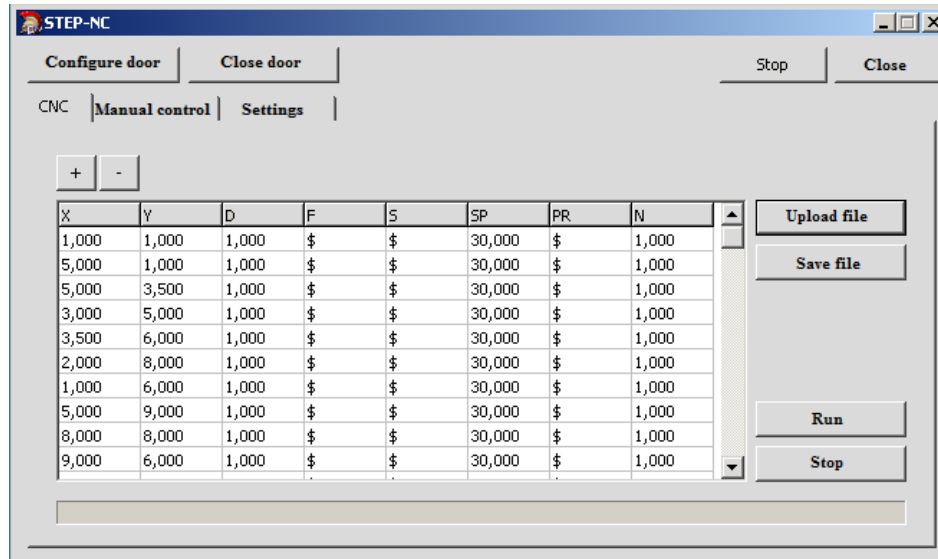 STEP-NC
Configure door Close door Stop Close
CNC Manual control Settings
+ -
X Y D F S SP PR N
1,000 1,000 1,000 $ $ 30,000 $ 1,000
5,000 1,000 1,000 $ $ 30,000 $ 1,000
5,000 3,500 1,000 $ $ 30,000 $ 1,000
3,000 5,000 1,000 $ $ 30,000 $ 1,000
3,500 6,000 1,000 $ $ 30,000 $ 1,000
2,000 8,000 1,000 $ $ 30,000 $ 1,000
1,000 6,000 1,000 $ $ 30,000 $ 1,000
5,000 9,000 1,000 $ $ 30,000 $ 1,000
8,000 8,000 1,000 $ $ 30,000 $ 1,000
9,000 6,000 1,000 $ $ 30,000 $ 1,000
Upload file
Save file
Run
Stop